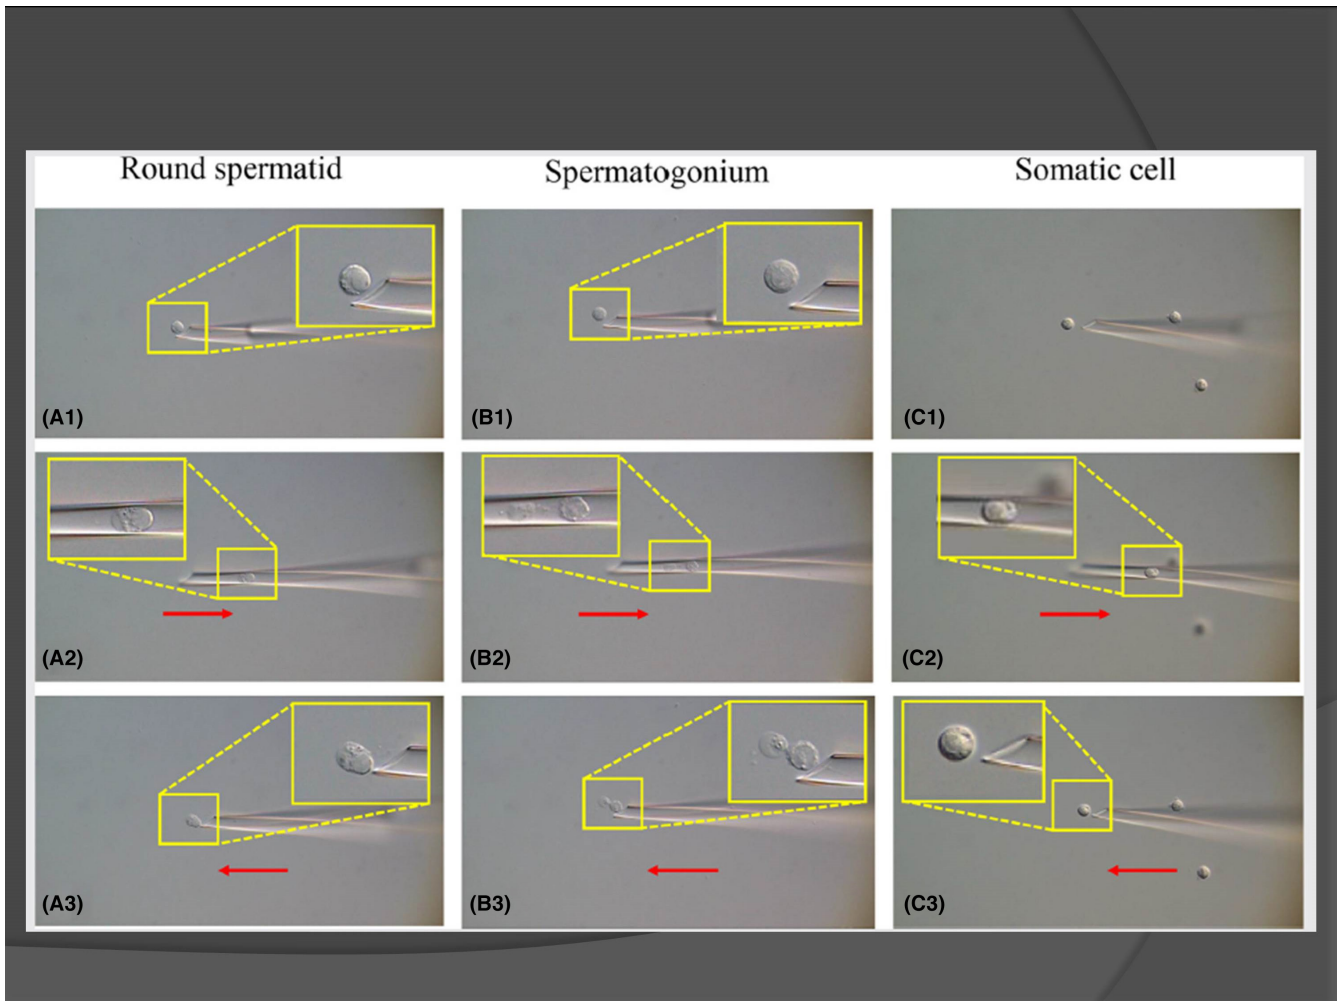 Round spermatid
Spermatogonium
Somatic cell
(A1)
(B1)
(C1)
(A2)
(B2)
(C2)
(A3)
(B3)
(C3)